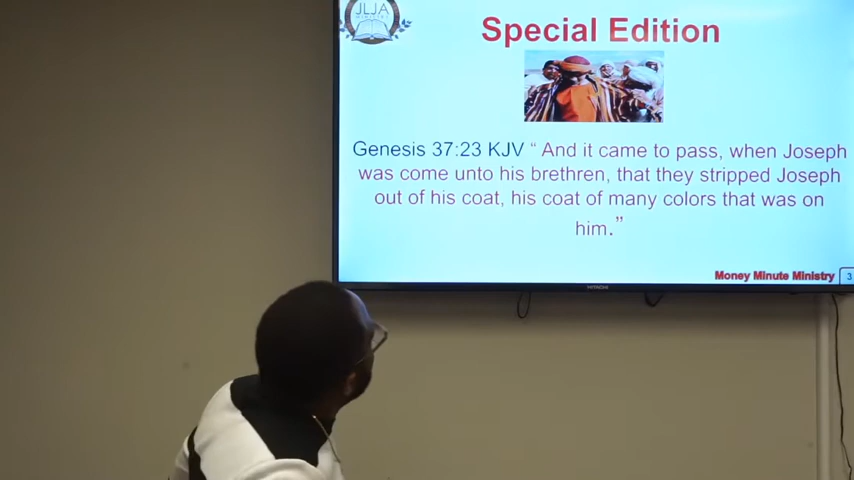 JLJA
MINISTRY
Special Edition
Genesis 37:23 KJV “ And it came to pass, when Joseph
was come unto his brethren, that they stripped Joseph
out of his coat, his coat of many colors that was on
him.”
Money Minute Ministry
3
HITACHI